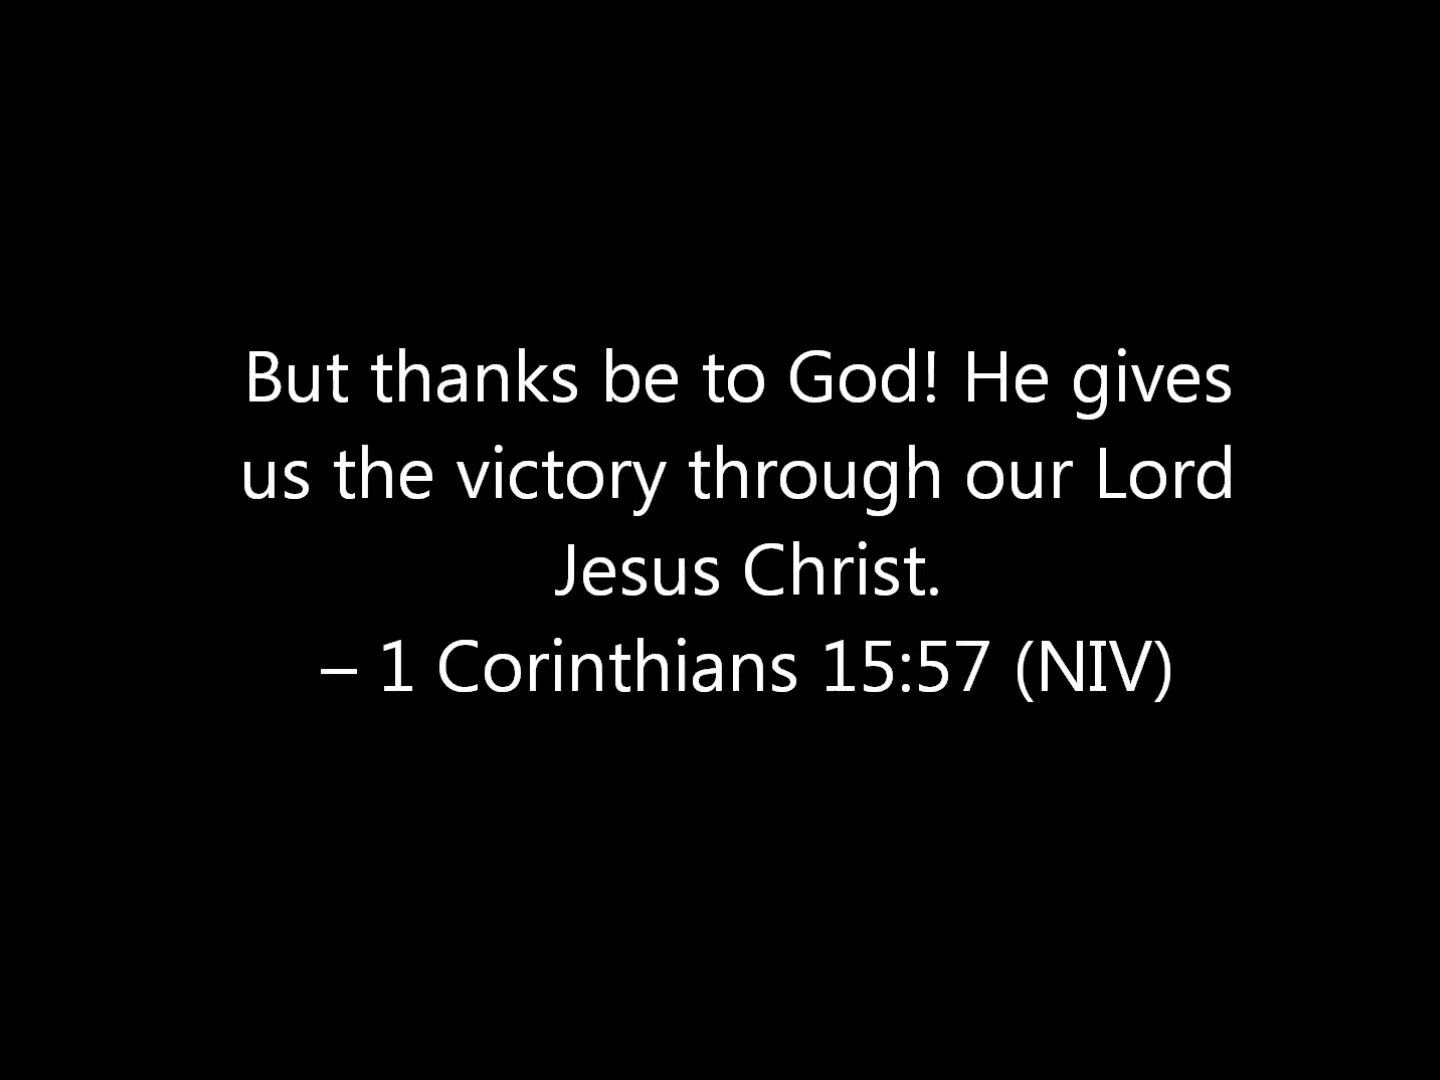 But thanks be to God! He gives
us the victory through our Lord
Jesus Christ.
– 1 Corinthians 15:57 (NIV)